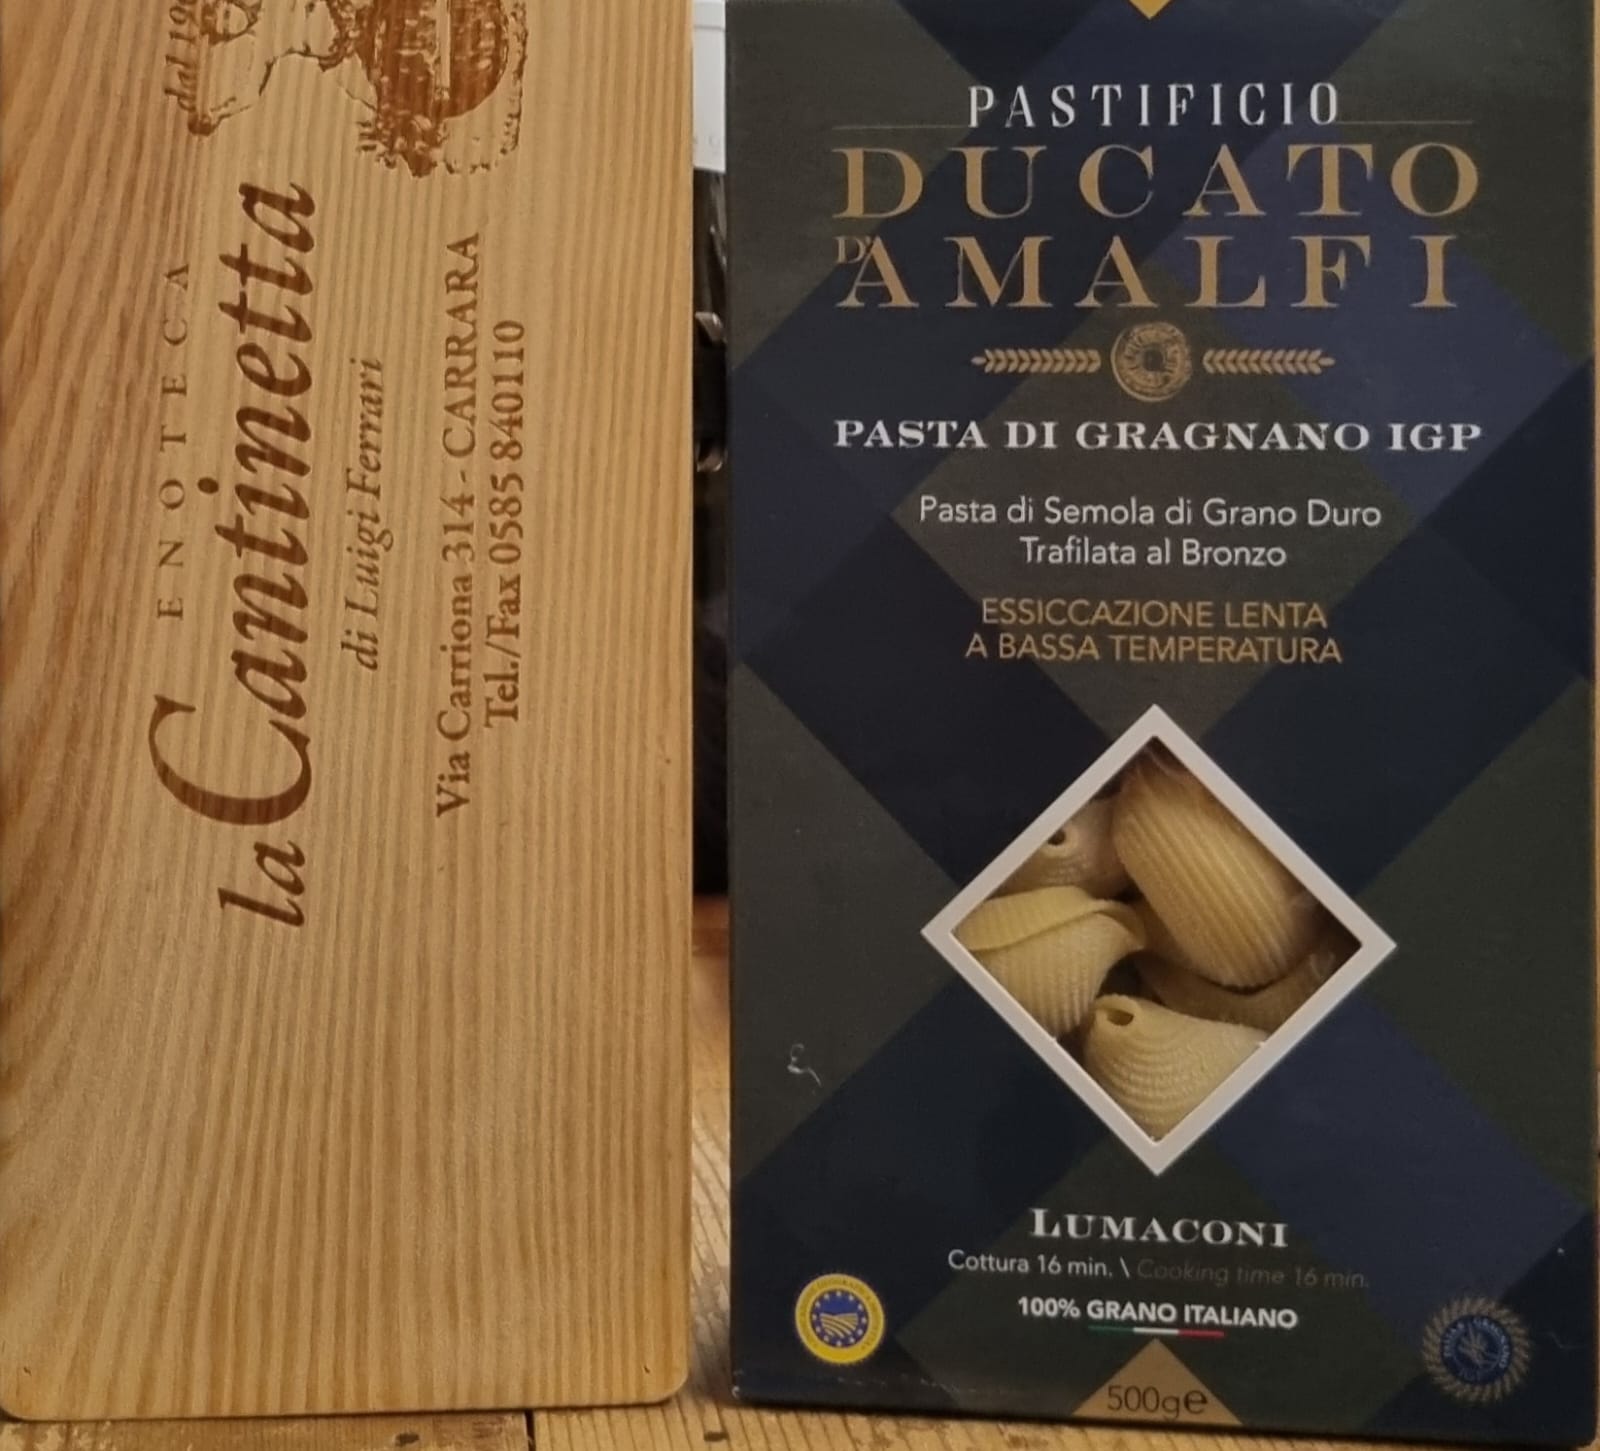 dal 19
ENOTECA
la Cantinetta
di Luigi Ferrari
Via Carriona 314 - CARRARA
Tel./Fax 0585 840110
PASTIFICIO
DUCATO
D'AMALFI
PASTA DI GRAGNANO IGP
Pasta di Semola di Grano Duro
Trafilata al Bronzo
ESSICCAZIONE LENTA
A BASSA TEMPERATURA
LUMACONI
Cottura 16 min. \ Cooking time 16 min.
100% GRANO ITALIANO
500g e